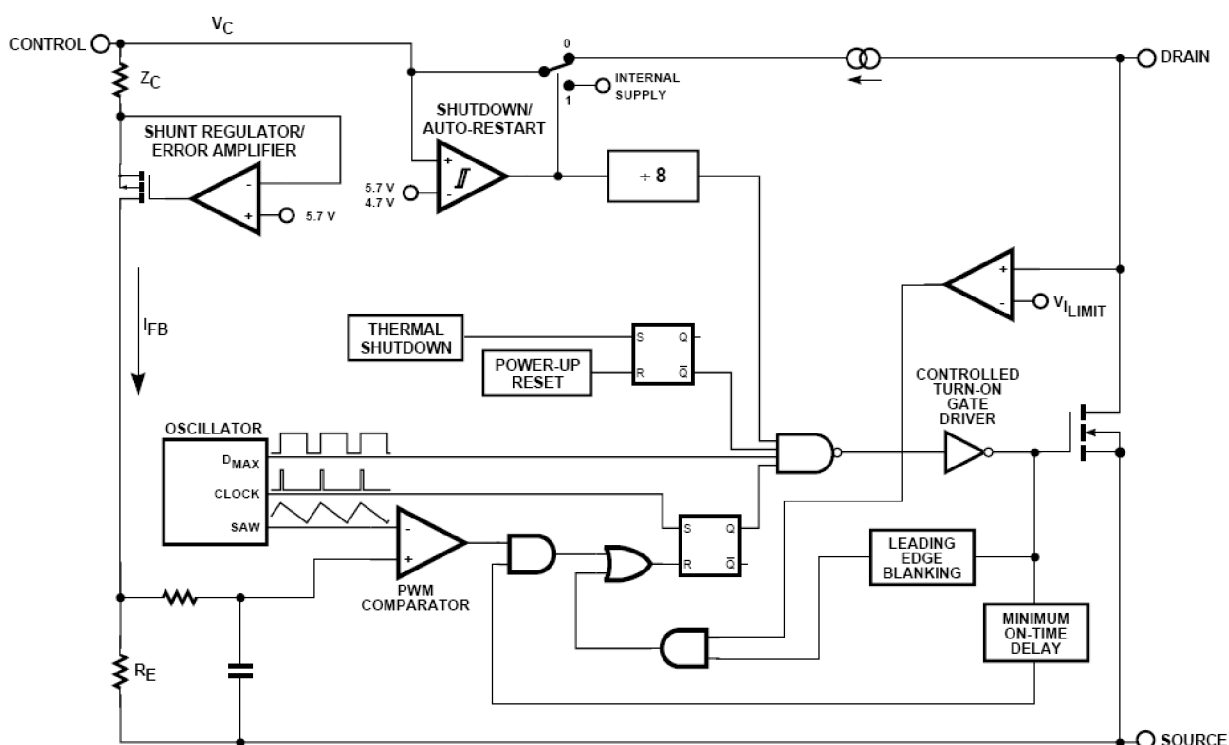 V_C
CONTROL
0
DRAIN
Z_C
1
INTERNAL
SUPPLY
SHUTDOWN/
AUTO-RESTART
SHUNT REGULATOR/
ERROR AMPLIFIER
+
÷ 8
-
5.7 V
4.7 V
-
+
5.7 V
+
-
V_I_LIMIT
I_FB
THERMAL
SHUTDOWN
S
Q
POWER-UP
RESET
R
Q̅
CONTROLLED
TURN-ON
GATE
DRIVER
OSCILLATOR
D_MAX
CLOCK
SAW
-
+
PWM
COMPARATOR
S
Q
R
Q̅
LEADING
EDGE
BLANKING
MINIMUM
ON-TIME
DELAY
R_E
SOURCE